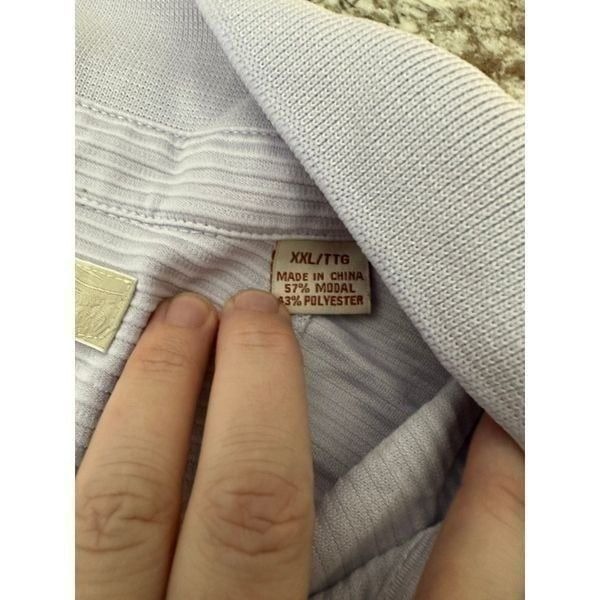 XXL/TTG
MADE IN CHINA
57% MODAL
43% POLYESTER